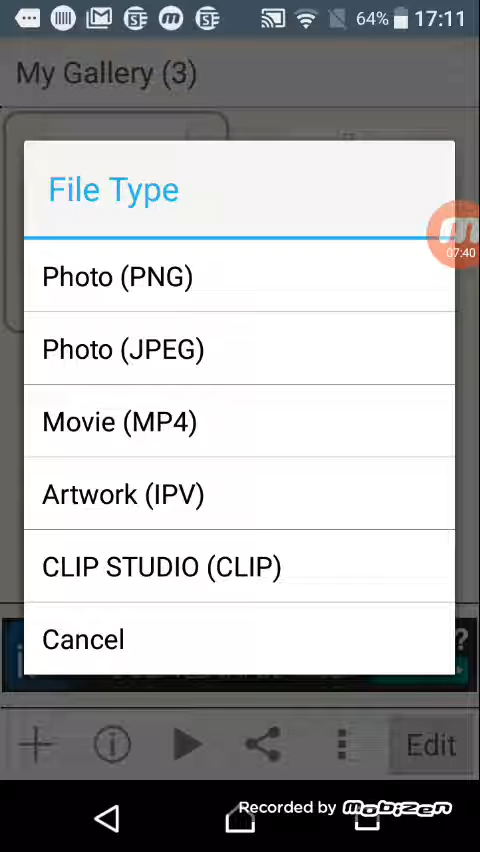 64% 17:11
My Gallery (3)
File Type
07:40
Photo (PNG)
Photo (JPEG)
Movie (MP4)
Artwork (IPV)
CLIP STUDIO (CLIP)
Cancel
?
Edit
Recorded by mobizen